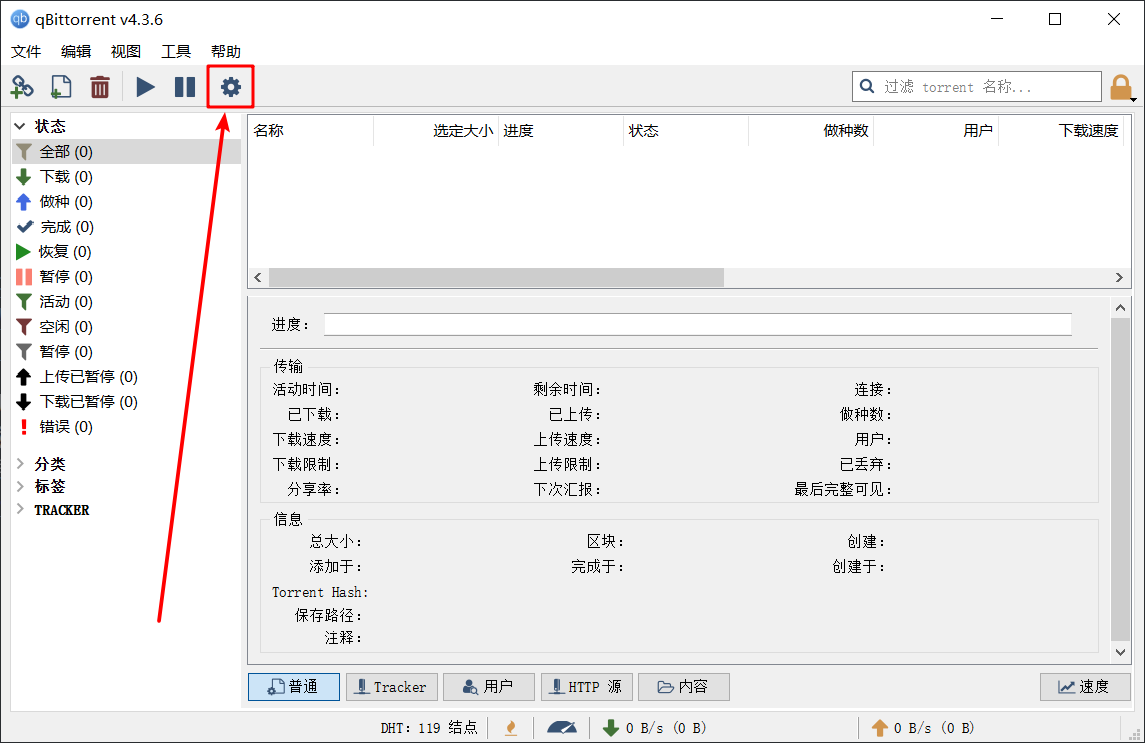 qBittorrent v4.3.6
文件 编辑 视图 工具 帮助
过滤 torrent 名称...
状态
全部 (0)
下载 (0)
做种 (0)
完成 (0)
恢复 (0)
暂停 (0)
活动 (0)
空闲 (0)
暂停 (0)
上传已暂停 (0)
下载已暂停 (0)
错误 (0)
分类
标签
TRACKER
名称 选定大小 进度 状态 做种数 用户 下载速度
进度:
传输
活动时间: 剩余时间: 连接:
已下载: 已上传: 做种数:
下载速度: 上传速度: 用户:
下载限制: 上传限制: 已丢弃:
分享率: 下次汇报: 最后完整可见:
信息
总大小: 区块: 创建:
添加于: 完成于: 创建于:
Torrent Hash:
保存路径:
注释:
普通 Tracker 用户 HTTP 源 内容 速度
DHT: 119 结点 0 B/s (0 B) 0 B/s (0 B)